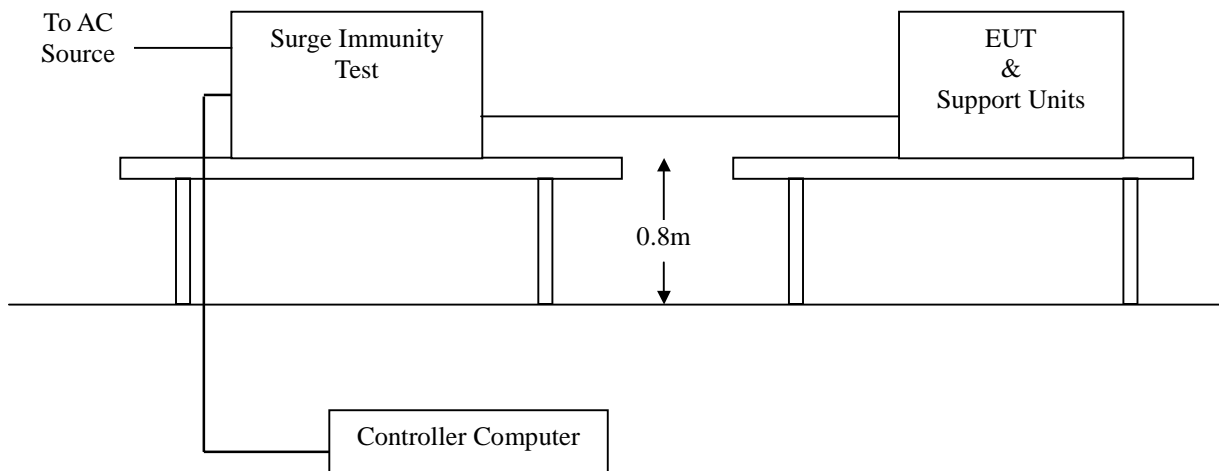 To AC
Source
Surge Immunity
Test
EUT
&
Support Units
0.8m
Controller Computer